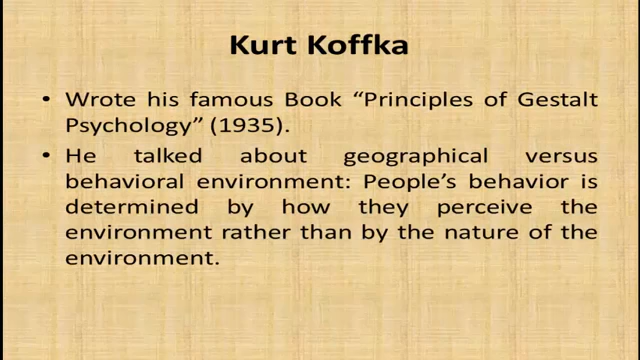 Kurt Koffka
• Wrote his famous Book “Principles of Gestalt
Psychology” (1935).
• He talked about geographical versus
behavioral environment: People’s behavior is
determined by how they perceive the
environment rather than by the nature of the
environment.